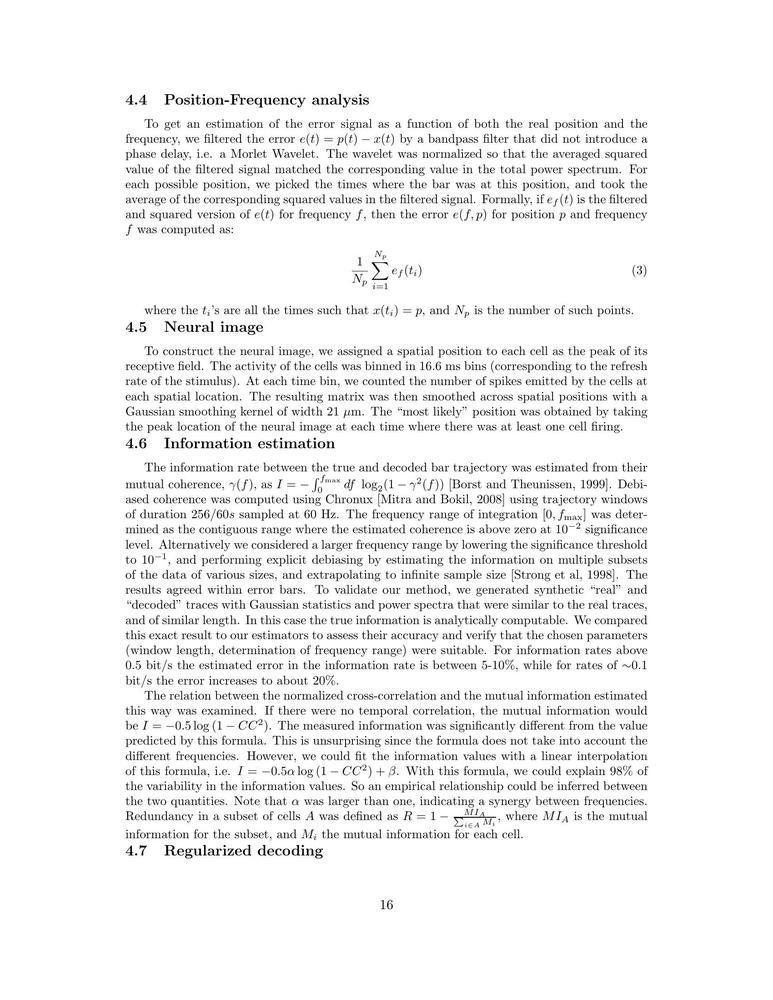 4.4 Position-Frequency analysis
To get an estimation of the error signal as a function of both the real position and the
frequency, we filtered the error e(t) = p(t) − x(t) by a bandpass filter that did not introduce a
phase delay, i.e. a Morlet Wavelet. The wavelet was normalized so that the averaged squared
value of the filtered signal matched the corresponding value in the total power spectrum. For
each possible position, we picked the times where the bar was at this position, and took the
average of the corresponding squared values in the filtered signal. Formally, if e_f(t) is the filtered
and squared version of e(t) for frequency f, then the error e(f, p) for position p and frequency
f was computed as:
\frac{1}{N_p} \sum_{i=1}^{N_p} e_f(t_i) (3)
where the t_i's are all the times such that x(t_i) = p, and N_p is the number of such points.
4.5 Neural image
To construct the neural image, we assigned a spatial position to each cell as the peak of its
receptive field. The activity of the cells was binned in 16.6 ms bins (corresponding to the refresh
rate of the stimulus). At each time bin, we counted the number of spikes emitted by the cells at
each spatial location. The resulting matrix was then smoothed across spatial positions with a
Gaussian smoothing kernel of width 21 μm. The “most likely” position was obtained by taking
the peak location of the neural image at each time where there was at least one cell firing.
4.6 Information estimation
The information rate between the true and decoded bar trajectory was estimated from their
mutual coherence, γ(f), as I = −∫_0^{f_max} df log_2(1 − γ^2(f)) [Borst and Theunissen, 1999]. Debi-
ased coherence was computed using Chronux [Mitra and Bokil, 2008] using trajectory windows
of duration 256/60s sampled at 60 Hz. The frequency range of integration [0, f_max] was deter-
mined as the contiguous range where the estimated coherence is above zero at 10^{−2} significance
level. Alternatively we considered a larger frequency range by lowering the significance threshold
to 10^{−1}, and performing explicit debiasing by estimating the information on multiple subsets
of the data of various sizes, and extrapolating to infinite sample size [Strong et al, 1998]. The
results agreed within error bars. To validate our method, we generated synthetic “real” and
“decoded” traces with Gaussian statistics and power spectra that were similar to the real traces,
and of similar length. In this case the true information is analytically computable. We compared
this exact result to our estimators to assess their accuracy and verify that the chosen parameters
(window length, determination of frequency range) were suitable. For information rates above
0.5 bit/s the estimated error in the information rate is between 5-10%, while for rates of ∼0.1
bit/s the error increases to about 20%.
The relation between the normalized cross-correlation and the mutual information estimated
this way was examined. If there were no temporal correlation, the mutual information would
be I = −0.5 log (1 − CC^2). The measured information was significantly different from the value
predicted by this formula. This is unsurprising since the formula does not take into account the
different frequencies. However, we could fit the information values with a linear interpolation
of this formula, i.e. I = −0.5α log (1 − CC^2) + β. With this formula, we could explain 98% of
the variability in the information values. So an empirical relationship could be inferred between
the two quantities. Note that α was larger than one, indicating a synergy between frequencies.
Redundancy in a subset of cells A was defined as R = 1 − \frac{MI_A}{\sum_{i∈A} M_i}, where MI_A is the mutual
information for the subset, and M_i the mutual information for each cell.
4.7 Regularized decoding
16